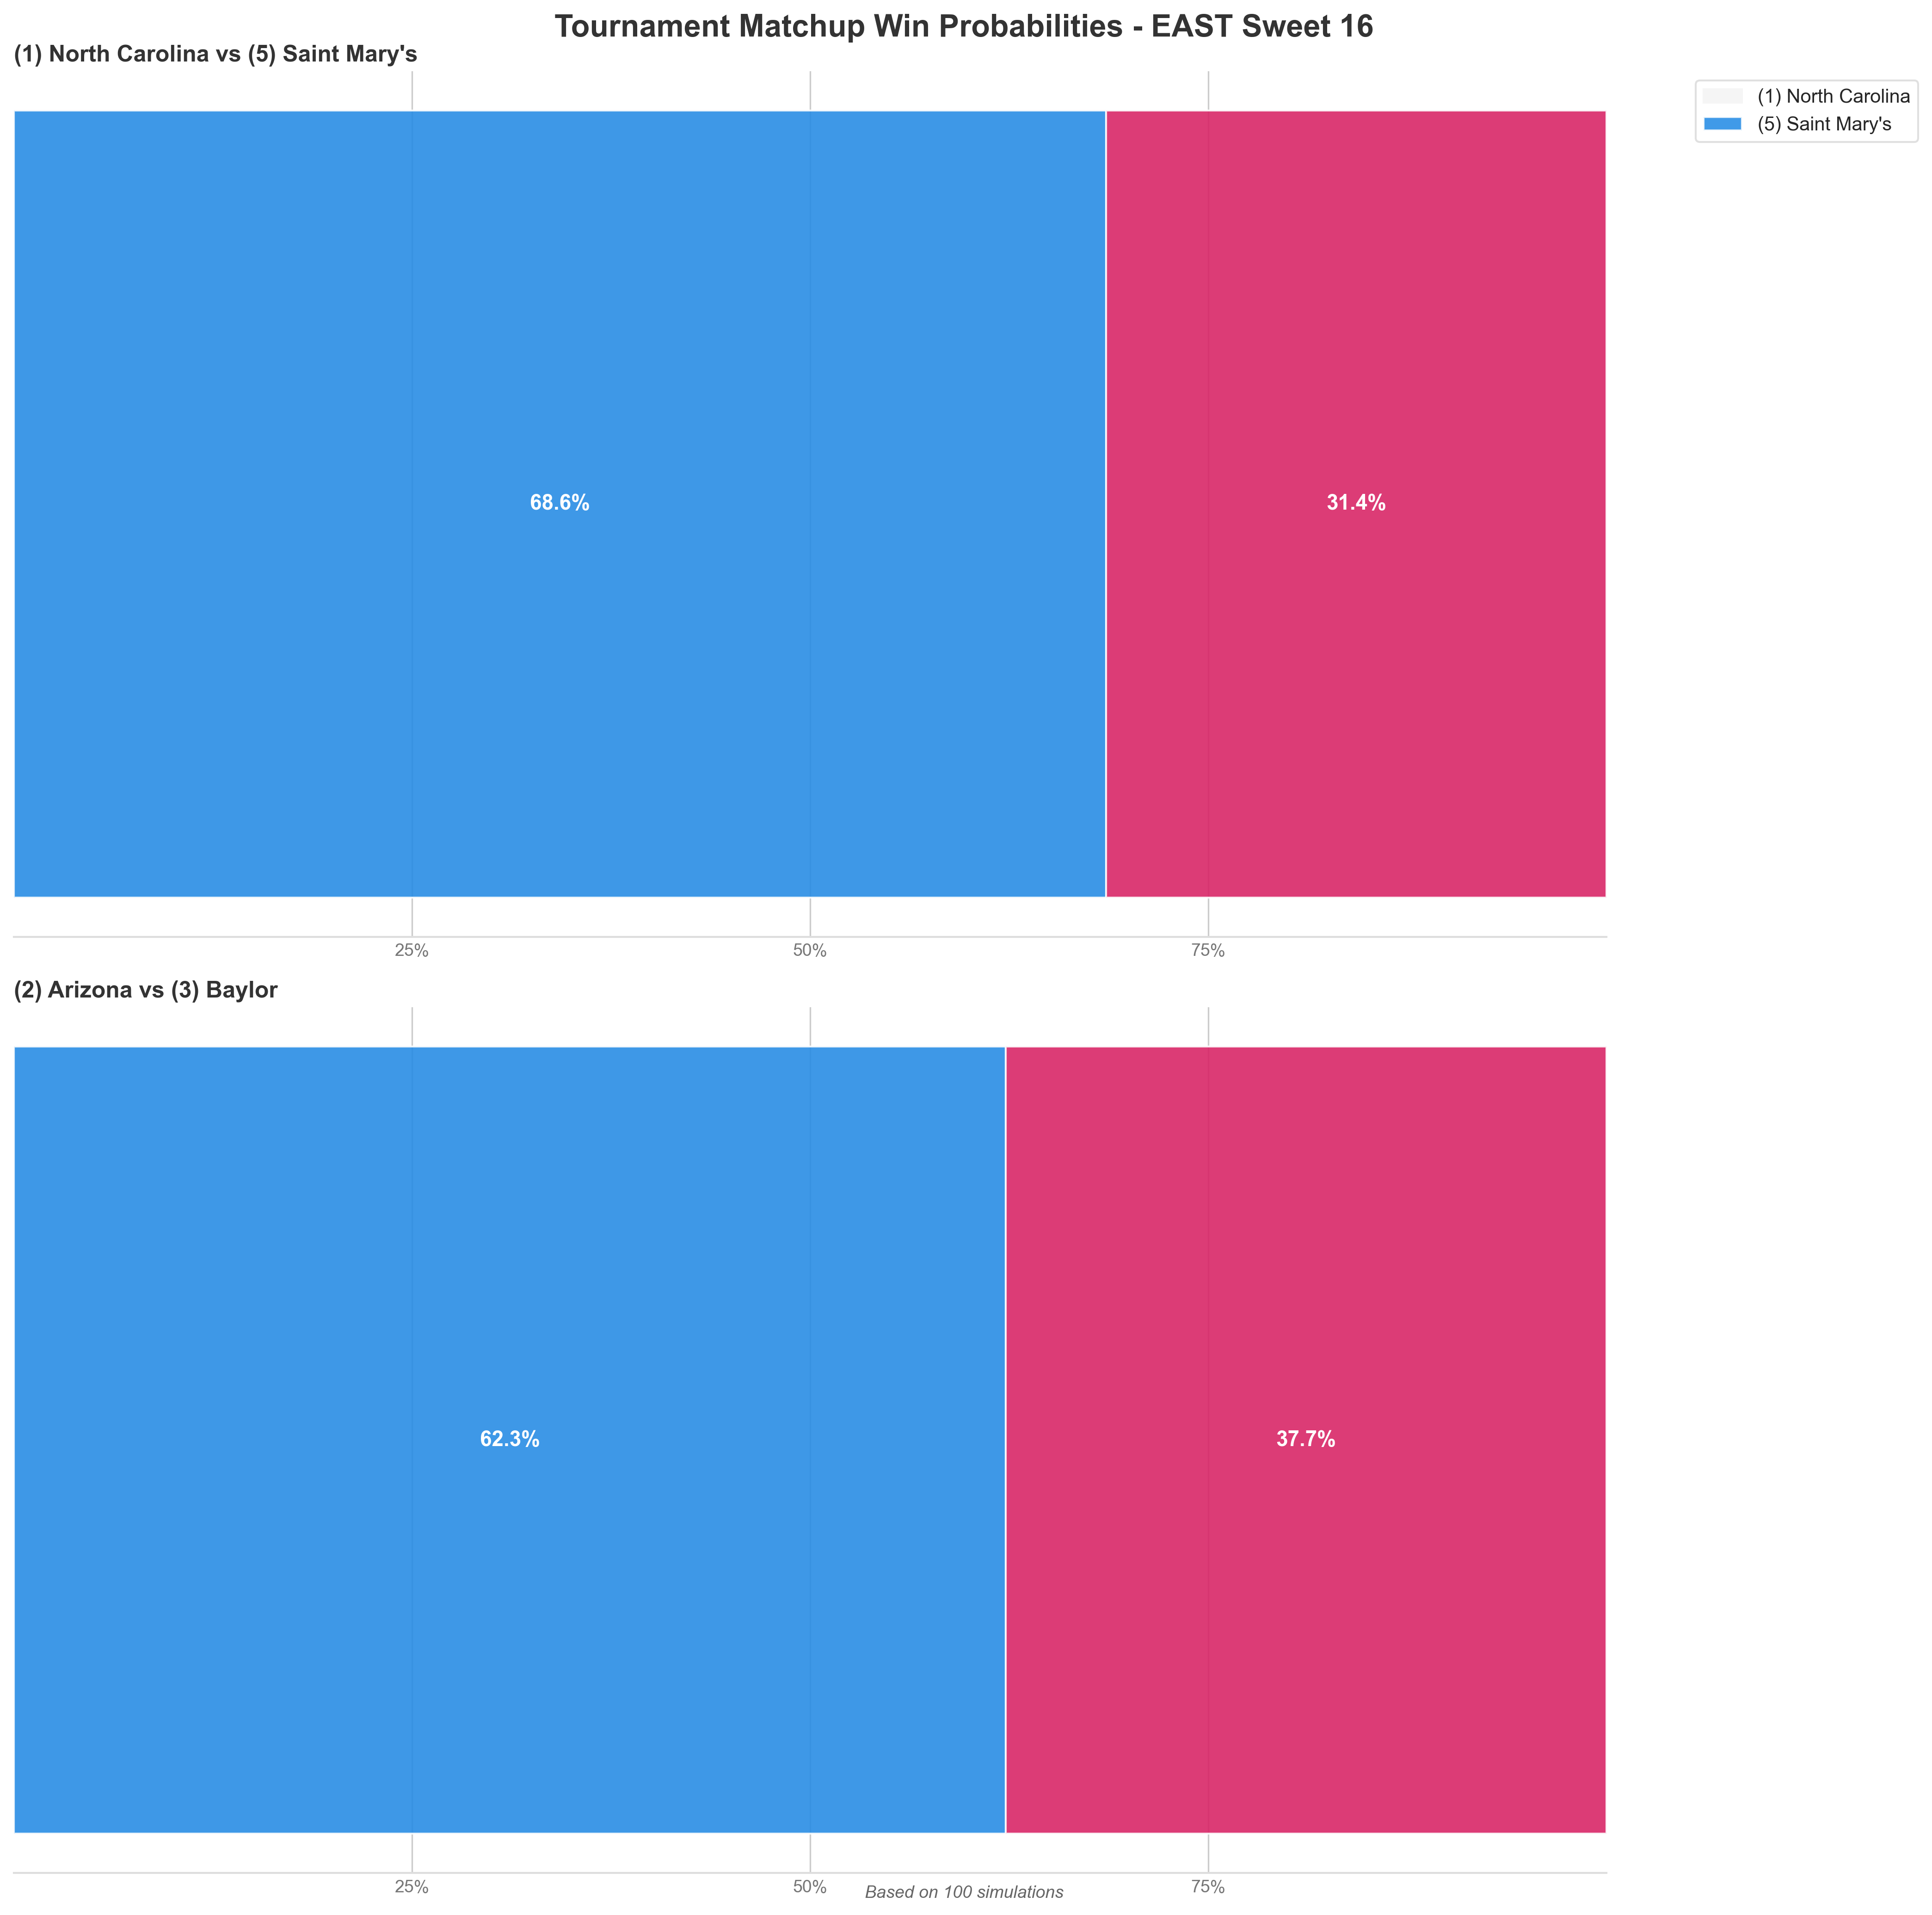 Tournament Matchup Win Probabilities - EAST Sweet 16
(1) North Carolina vs (5) Saint Mary's
(1) North Carolina
(5) Saint Mary's
68.6%
31.4%
25%
50%
75%
(2) Arizona vs (3) Baylor
62.3%
37.7%
25%
50%
75%
Based on 100 simulations